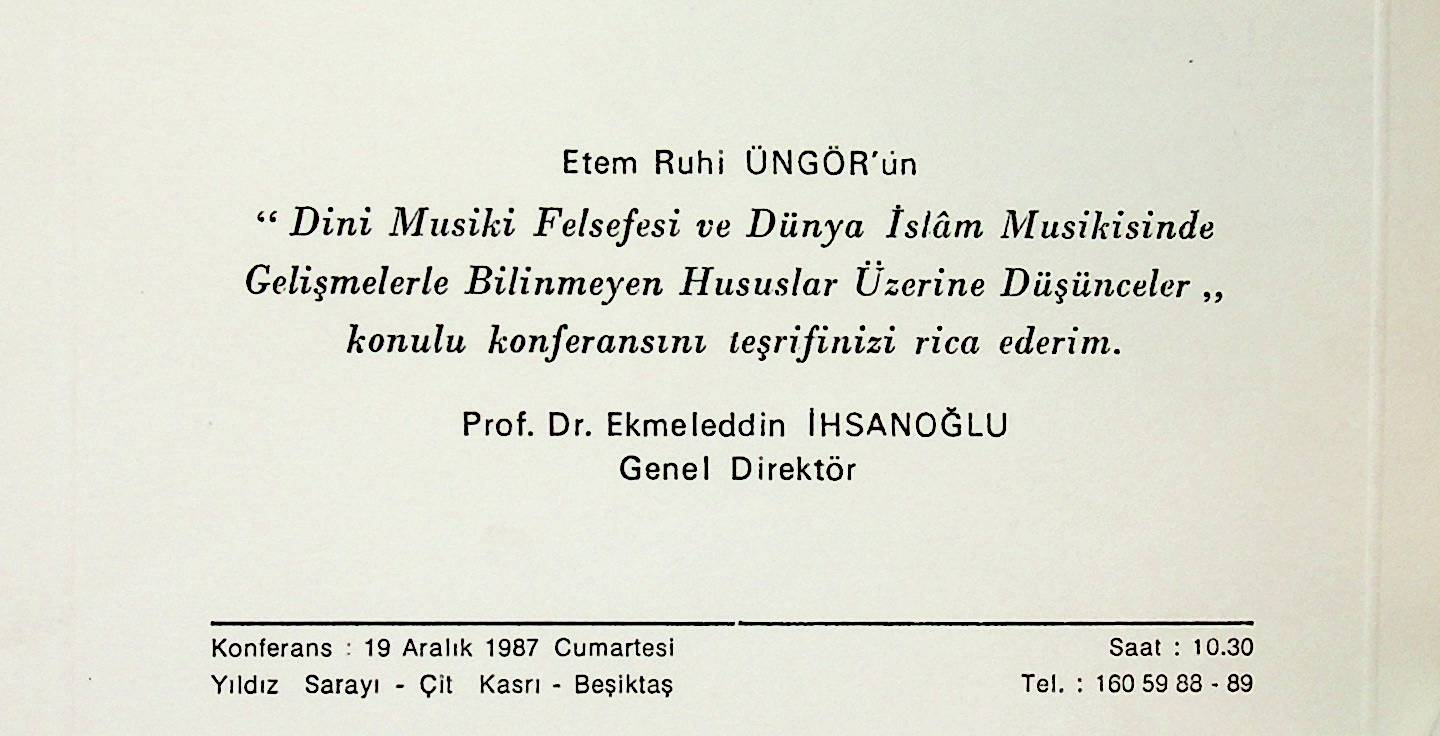 Etem Ruhi ÜNGÖR'ün
“ Dini Musiki Felsefesi ve Dünya İslâm Musikisinde
Gelişmelerle Bilinmeyen Hususlar Üzerine Düşünceler „
konulu konferansını teşrifinizi rica ederim.
Prof. Dr. Ekmeleddin İHSANOĞLU
Genel Direktör
Konferans : 19 Aralık 1987 Cumartesi Saat : 10.30
Yıldız Sarayı - Çit Kasrı - Beşiktaş Tel. : 160 59 88 - 89